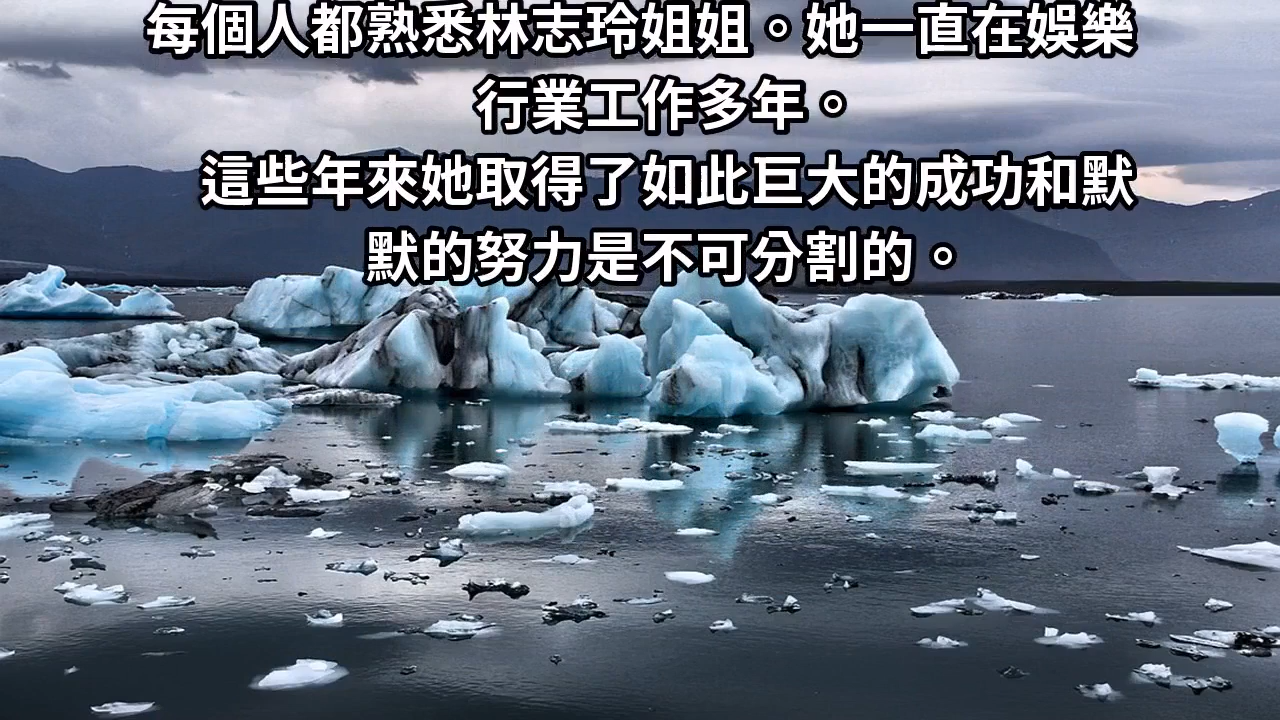 每個人都熟悉林志玲姐姐。她一直在娛樂
行業工作多年。
這些年來她取得了如此巨大的成功和默
默的努力是不可分割的。